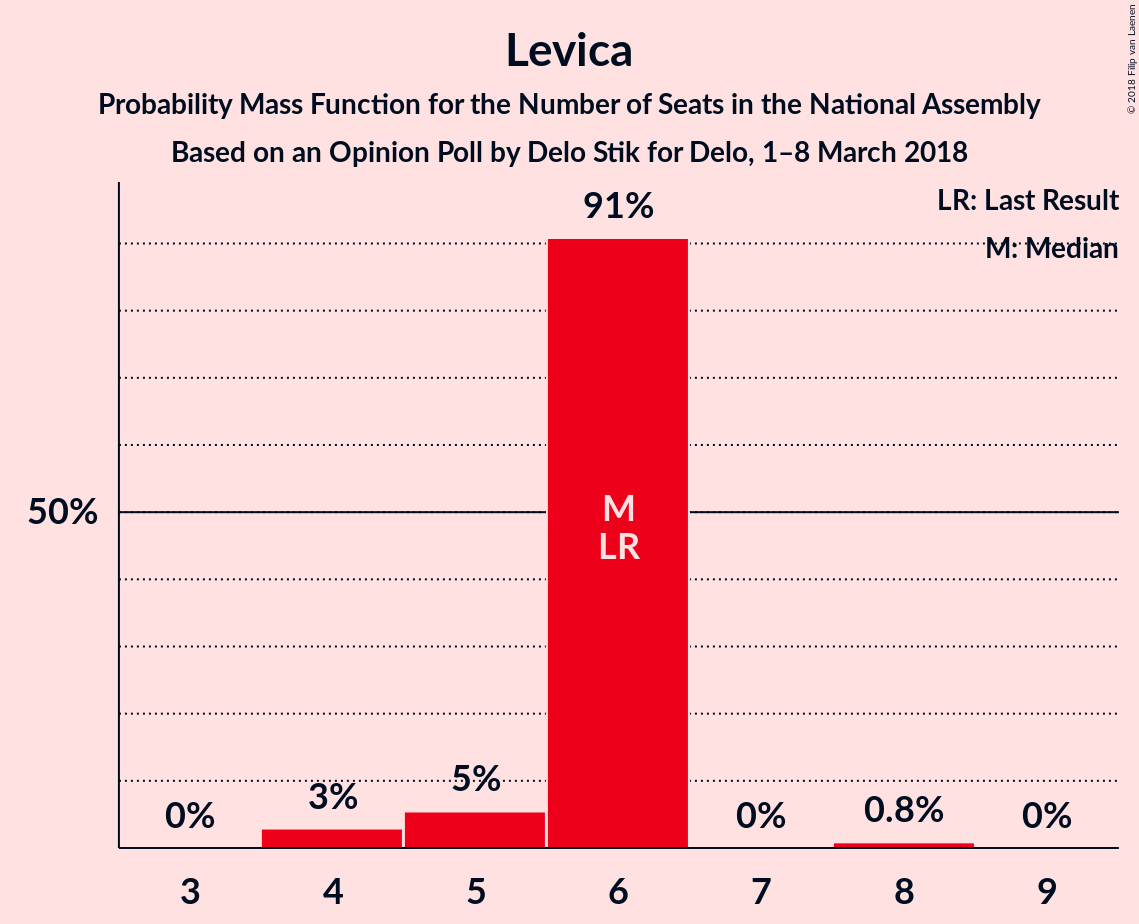 Levica
Probability Mass Function for the Number of Seats in the National Assembly
Based on an Opinion Poll by Delo Stik for Delo, 1–8 March 2018
© 2018 Filip van Laenen
LR: Last Result
M: Median
91%
50%
M
LR
0%
3%
5%
0%
0.8%
0%
3 4 5 6 7 8 9